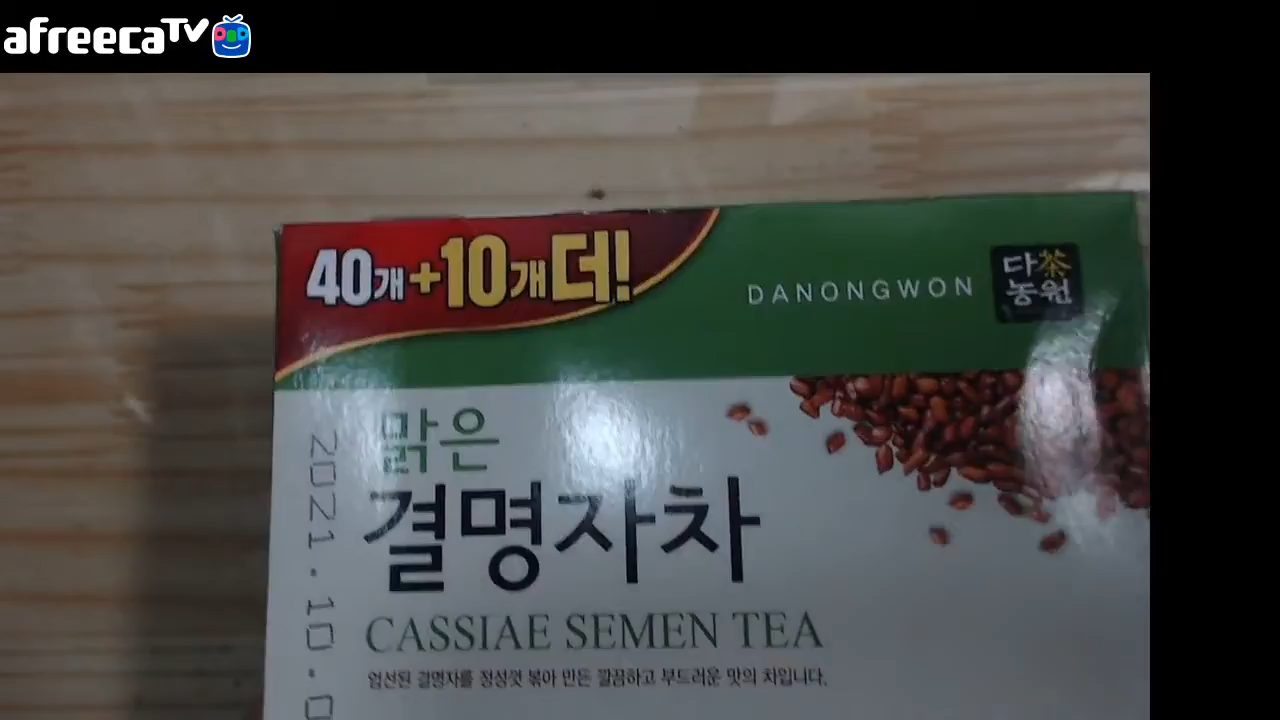 afreecaTV
40개+10개더!
DANONGWON
다茶
농원
맑은
결명자차
CASSIAE SEMEN TEA
엄선된 결명자를 정성껏 볶아 만든 깔끔하고 부드러운 맛의 차입니다.
2021.10.0